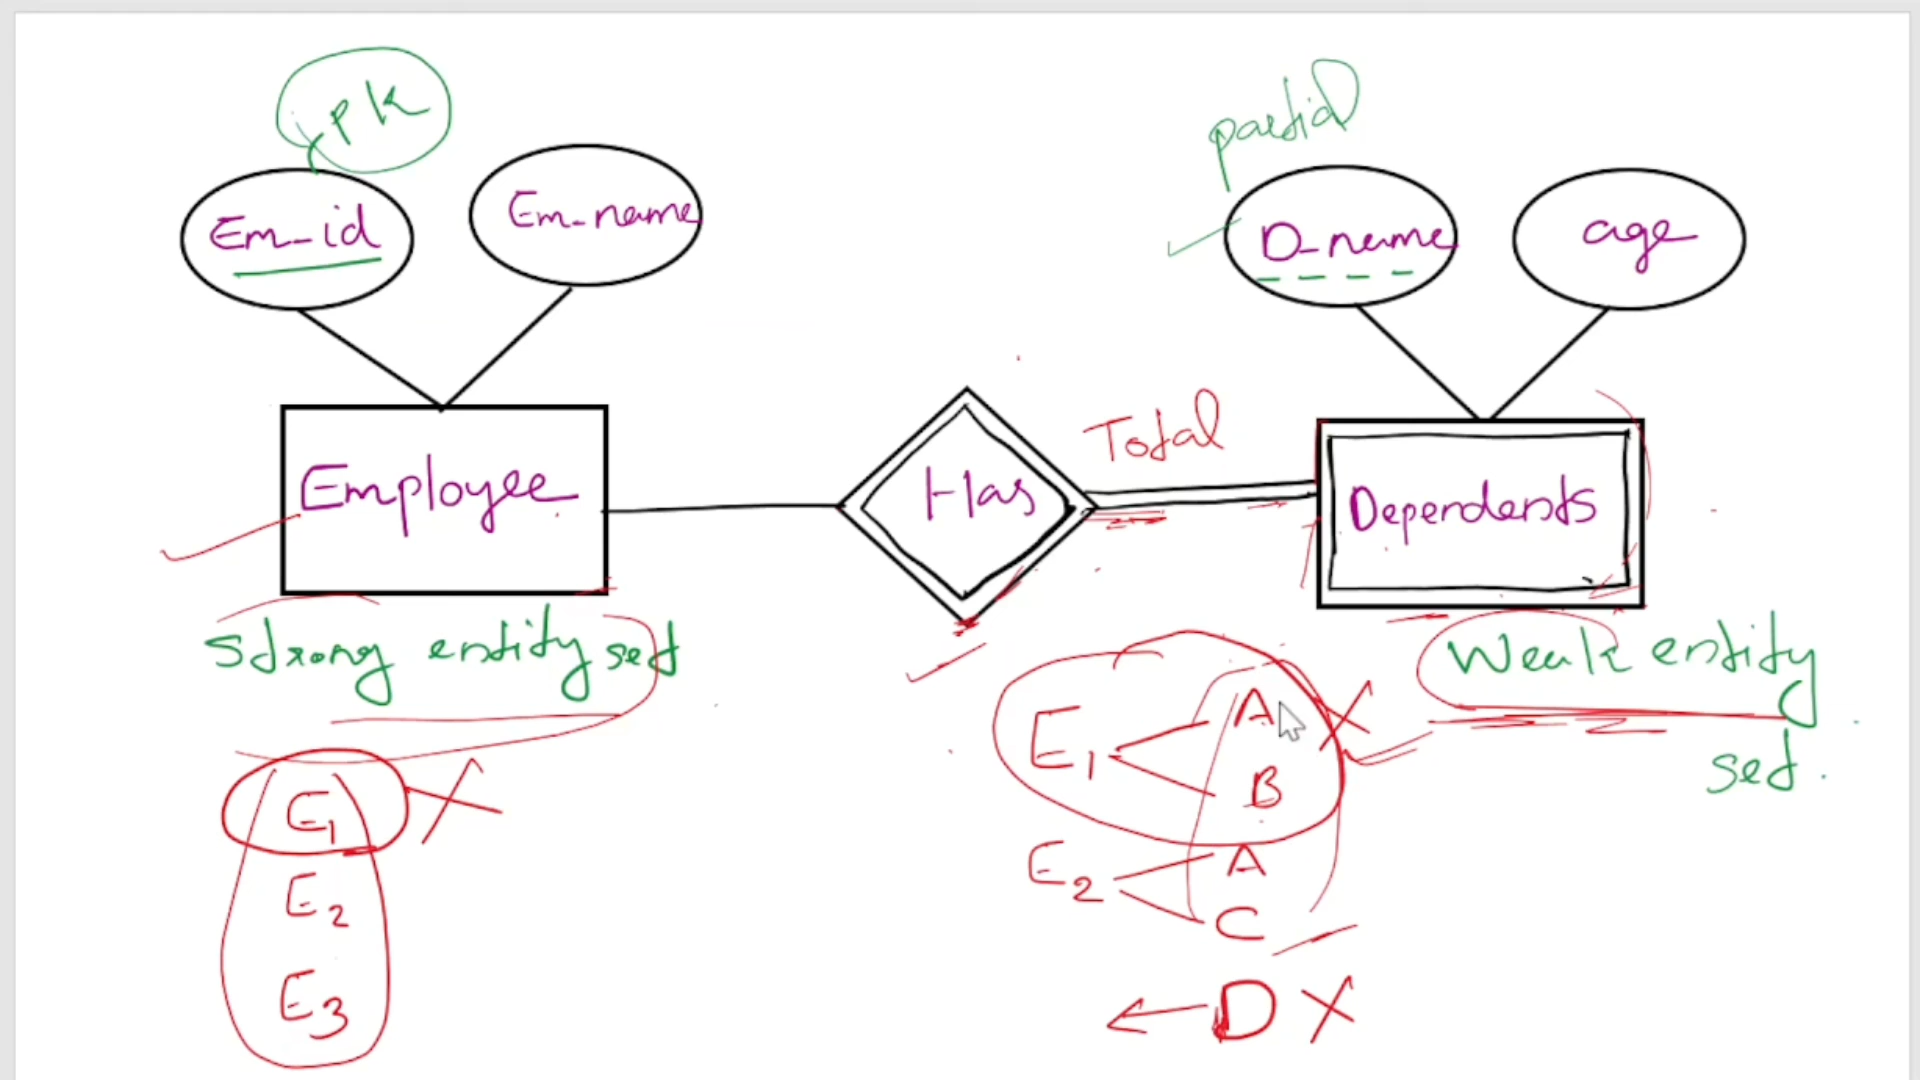 PK
partial
Em_id
Em_name
D_name
age
Employee
Has
Total
Dependents
Strong entity set
Weak entity
set.
E1
E2
E3
E1
A
B
E2
A
C
D